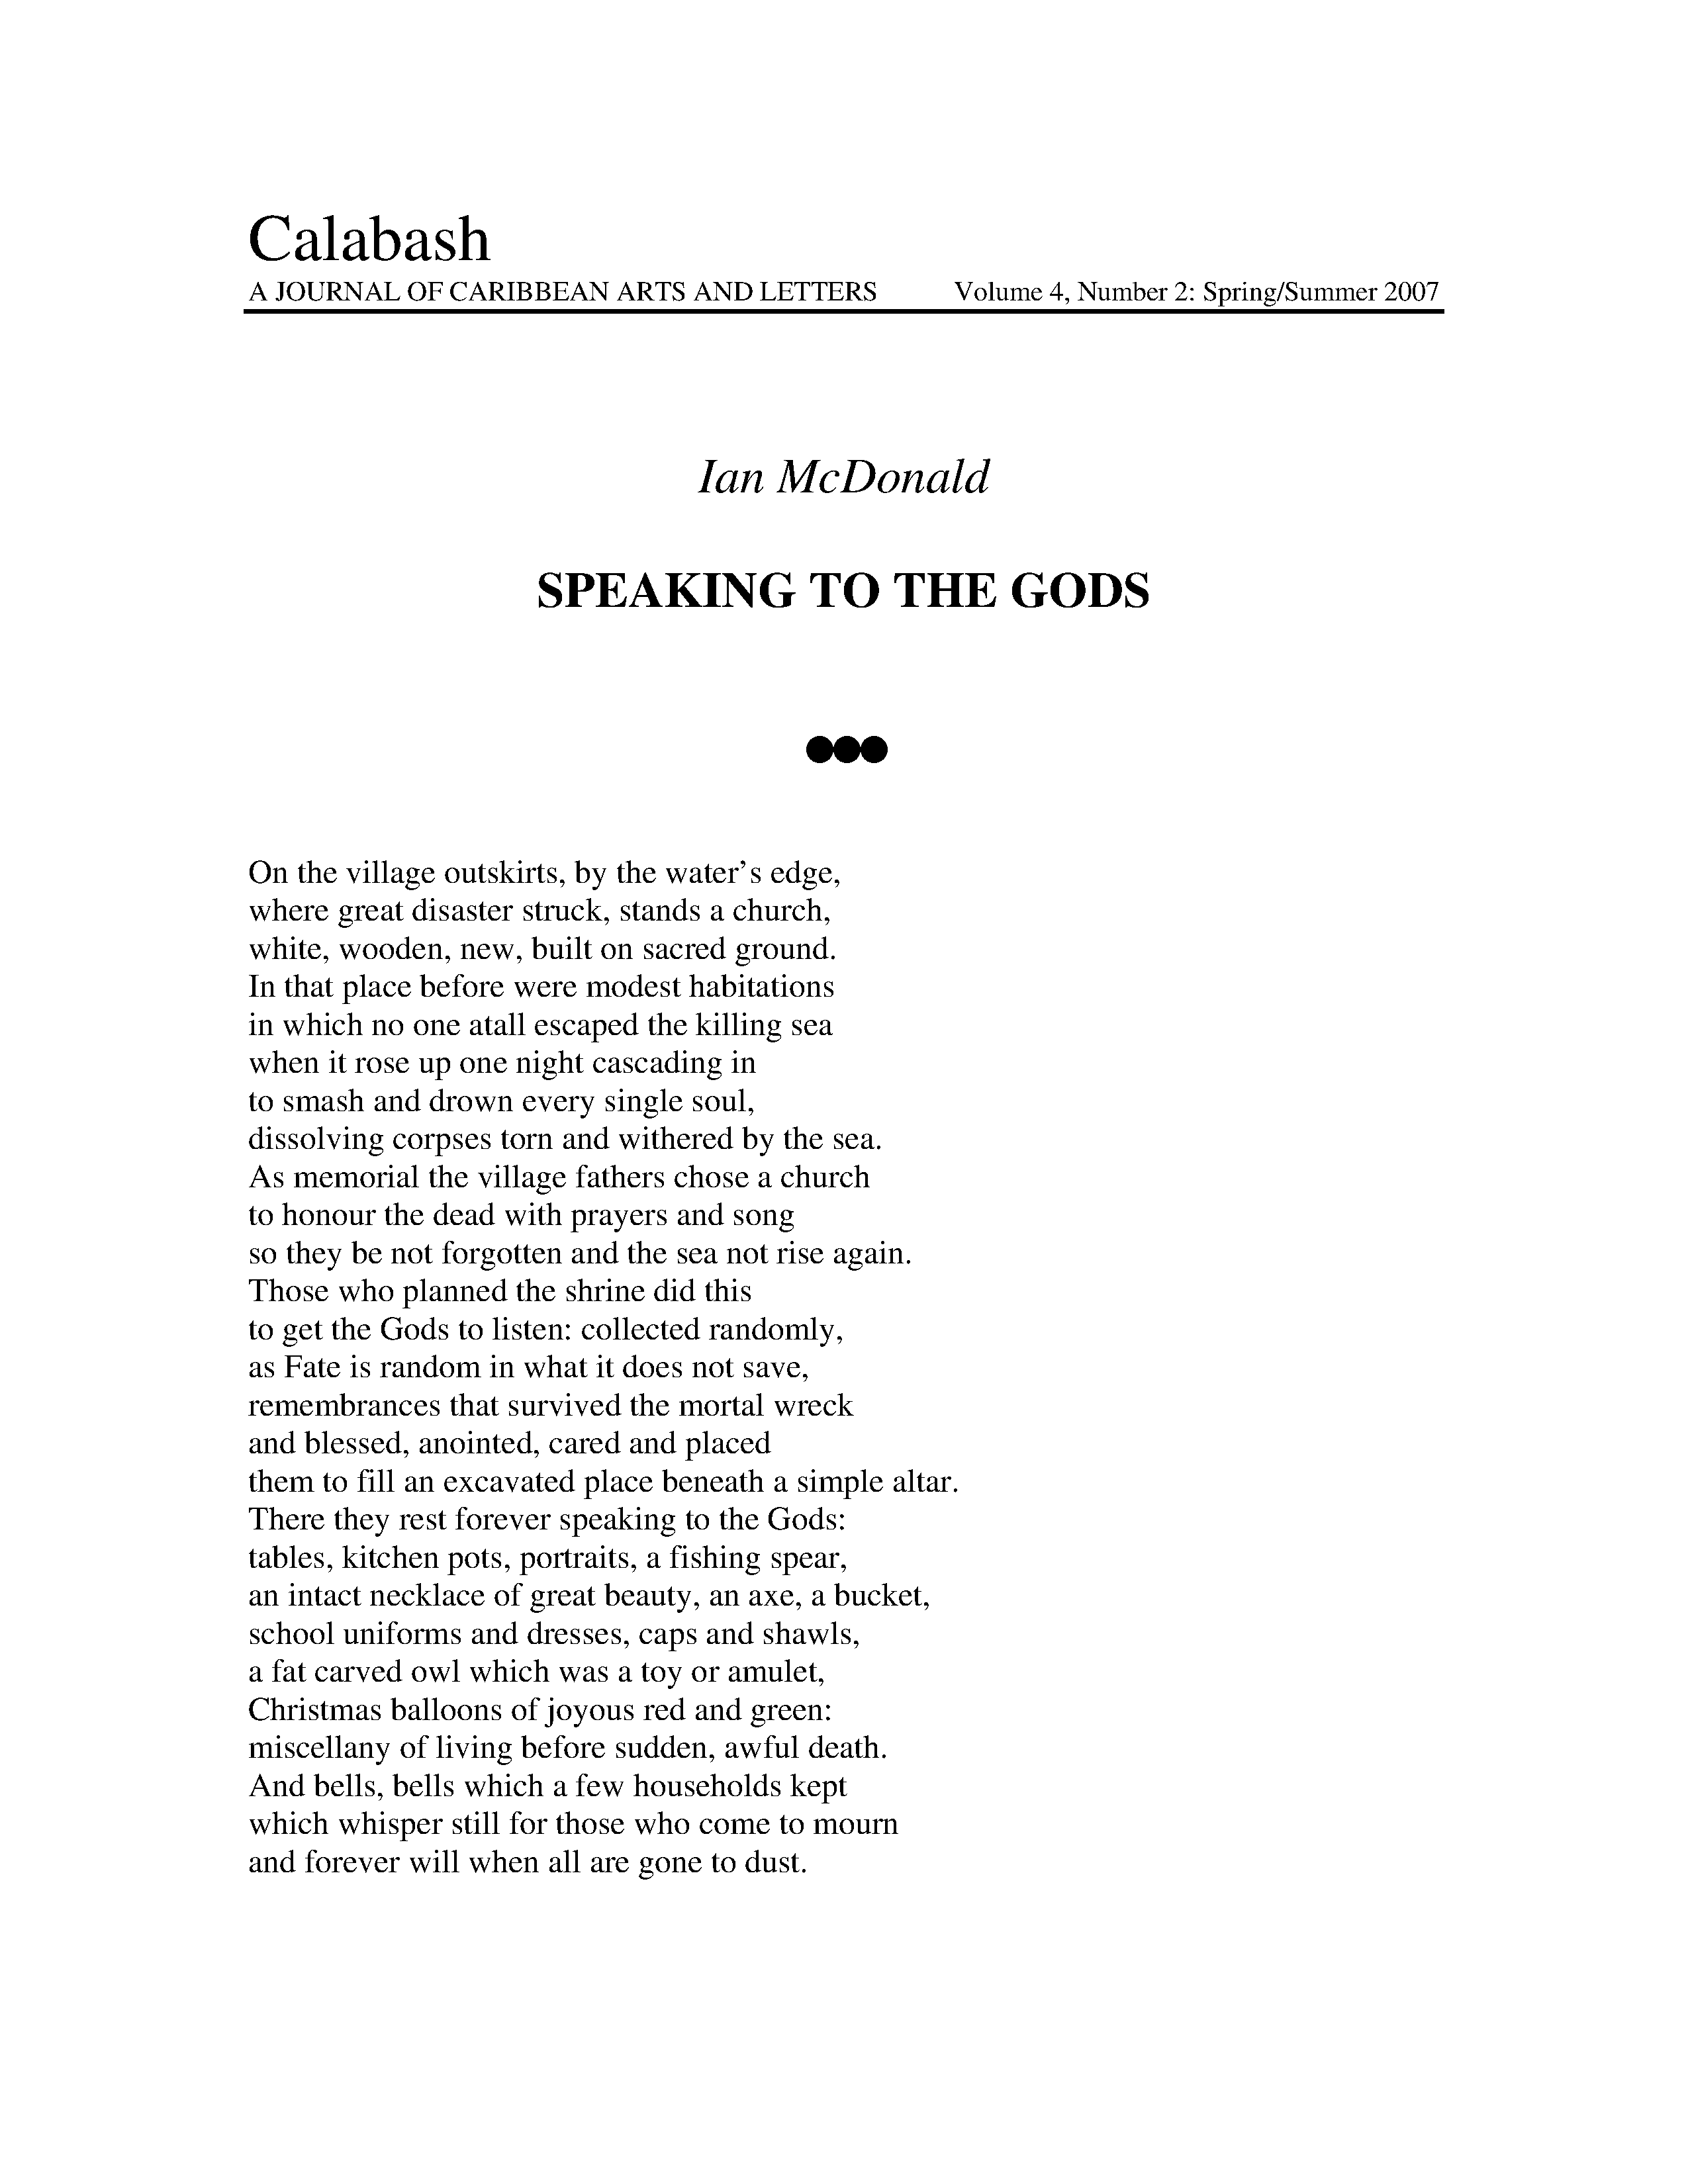 Calabash
A JOURNAL OF CARIBBEAN ARTS AND LETTERS Volume 4, Number 2: Spring/Summer 2007
Ian McDonald
SPEAKING TO THE GODS
On the village outskirts, by the water’s edge,
where great disaster struck, stands a church,
white, wooden, new, built on sacred ground.
In that place before were modest habitations
in which no one atall escaped the killing sea
when it rose up one night cascading in
to smash and drown every single soul,
dissolving corpses torn and withered by the sea.
As memorial the village fathers chose a church
to honour the dead with prayers and song
so they be not forgotten and the sea not rise again.
Those who planned the shrine did this
to get the Gods to listen: collected randomly,
as Fate is random in what it does not save,
remembrances that survived the mortal wreck
and blessed, anointed, cared and placed
them to fill an excavated place beneath a simple altar.
There they rest forever speaking to the Gods:
tables, kitchen pots, portraits, a fishing spear,
an intact necklace of great beauty, an axe, a bucket,
school uniforms and dresses, caps and shawls,
a fat carved owl which was a toy or amulet,
Christmas balloons of joyous red and green:
miscellany of living before sudden, awful death.
And bells, bells which a few households kept
which whisper still for those who come to mourn
and forever will when all are gone to dust.